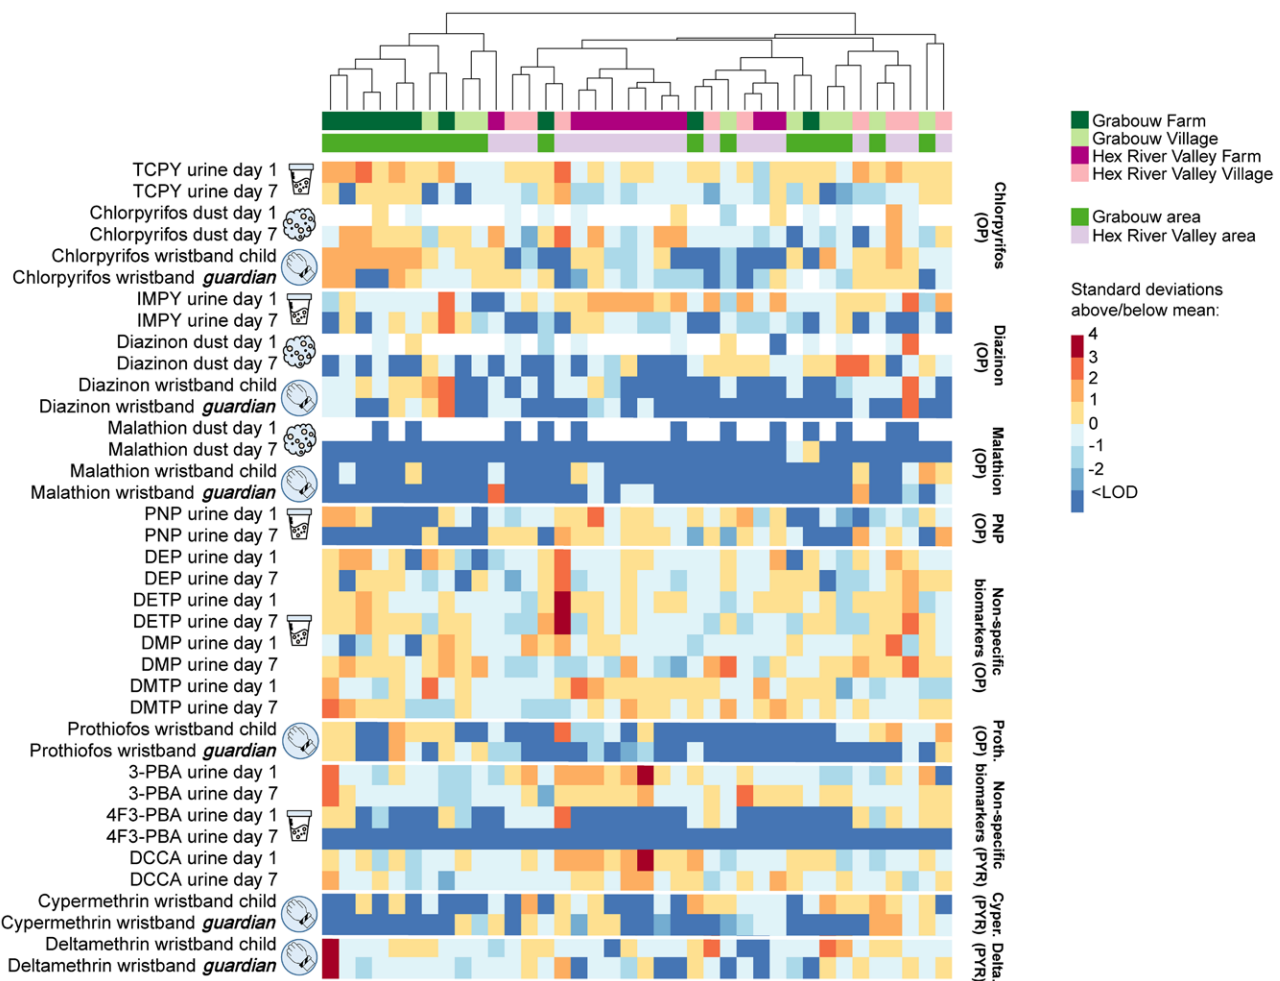 TCPY urine day 1
TCPY urine day 7
Chlorpyrifos dust day 1
Chlorpyrifos dust day 7
Chlorpyrifos wristband child
Chlorpyrifos wristband guardian
IMPY urine day 1
IMPY urine day 7
Diazinon dust day 1
Diazinon dust day 7
Diazinon wristband child
Diazinon wristband guardian
Malathion dust day 1
Malathion dust day 7
Malathion wristband child
Malathion wristband guardian
PNP urine day 1
PNP urine day 7
DEP urine day 1
DEP urine day 7
DETP urine day 1
DETP urine day 7
DMP urine day 1
DMP urine day 7
DMTP urine day 1
DMTP urine day 7
Prothiofos wristband child
Prothiofos wristband guardian
3-PBA urine day 1
3-PBA urine day 7
4F3-PBA urine day 1
4F3-PBA urine day 7
DCCA urine day 1
DCCA urine day 7
Cypermethrin wristband child
Cypermethrin wristband guardian
Deltamethrin wristband child
Deltamethrin wristband guardian
Chlorpyrifos
(OP)
Diazinon
(OP)
Malathion
(OP)
PNP
(OP)
Non-specific
biomarkers (OP)
Proth.
(OP)
Non-specific
biomarkers (PYR)
Cyper.
(PYR)
Delta.
(PYR)
Grabouw Farm
Grabouw Village
Hex River Valley Farm
Hex River Valley Village
Grabouw area
Hex River Valley area
Standard deviations
above/below mean:
4
3
2
1
0
-1
-2
<LOD